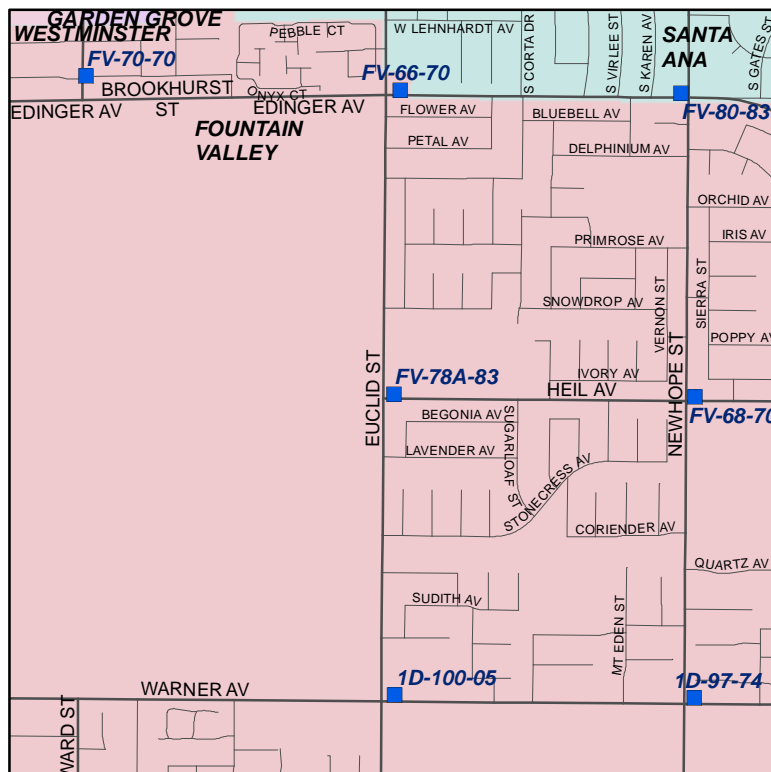 GARDEN GROVE
WESTMINSTER
PEBBLE CT
W LEHNHARDT AV
S CORTA DR
S VIRLEE ST
S KAREN AV
SANTA
ANA
S GATES ST
FV-70-70
FV-66-70
BROOKHURST
ST
ONYX CT
EDINGER AV
EDINGER AV
FV-80-83
FOUNTAIN
VALLEY
FLOWER AV
BLUEBELL AV
PETAL AV
DELPHINIUM AV
ORCHID AV
IRIS AV
PRIMROSE AV
VERNON ST
SIERRA ST
SNOWDROP AV
POPPY AV
EUCLID ST
NEWHOPE ST
FV-78A-83
IVORY AV
HEIL AV
FV-68-70
BEGONIA AV
SUGARLOAF ST
LAVENDER AV
STONECRESS AV
CORIENDER AV
QUARTZ AV
SUDITH AV
MT EDEN ST
1D-100-05
1D-97-74
WARNER AV
WARD ST